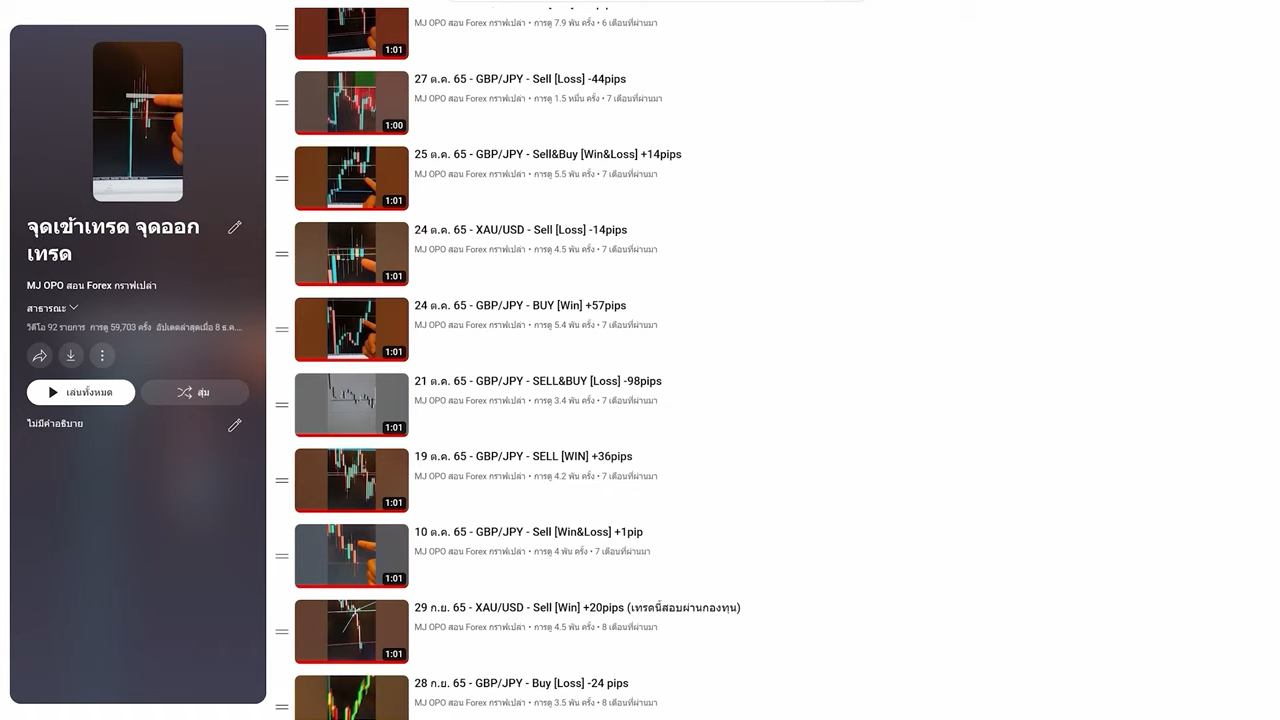 จุดเข้าเทรด จุดออก
เทรด
MJ OPO สอน Forex กราฟเปล่า
สาธารณะ
วิดีโอ 92 รายการ การดู 59,703 ครั้ง อัปเดตล่าสุดเมื่อ 8 ธ.ค....
เล่นทั้งหมด
สุ่ม
ไม่มีคำอธิบาย
MJ OPO สอน Forex กราฟเปล่า • การดู 7.9 พัน ครั้ง • 6 เดือนที่ผ่านมา
1:01
27 ต.ค. 65 - GBP/JPY - Sell [Loss] -44pips
MJ OPO สอน Forex กราฟเปล่า • การดู 1.5 หมื่น ครั้ง • 7 เดือนที่ผ่านมา
1:00
25 ต.ค. 65 - GBP/JPY - Sell&Buy [Win&Loss] +14pips
MJ OPO สอน Forex กราฟเปล่า • การดู 5.5 พัน ครั้ง • 7 เดือนที่ผ่านมา
1:01
24 ต.ค. 65 - XAU/USD - Sell [Loss] -14pips
MJ OPO สอน Forex กราฟเปล่า • การดู 4.5 พัน ครั้ง • 7 เดือนที่ผ่านมา
1:01
24 ต.ค. 65 - GBP/JPY - BUY [Win] +57pips
MJ OPO สอน Forex กราฟเปล่า • การดู 5.4 พัน ครั้ง • 7 เดือนที่ผ่านมา
1:01
21 ต.ค. 65 - GBP/JPY - SELL&BUY [Loss] -98pips
MJ OPO สอน Forex กราฟเปล่า • การดู 3.4 พัน ครั้ง • 7 เดือนที่ผ่านมา
1:01
19 ต.ค. 65 - GBP/JPY - SELL [WIN] +36pips
MJ OPO สอน Forex กราฟเปล่า • การดู 4.2 พัน ครั้ง • 7 เดือนที่ผ่านมา
1:01
10 ต.ค. 65 - GBP/JPY - Sell [Win&Loss] +1pip
MJ OPO สอน Forex กราฟเปล่า • การดู 4 พัน ครั้ง • 7 เดือนที่ผ่านมา
1:01
29 ก.ย. 65 - XAU/USD - Sell [Win] +20pips (เทรดนี้สอบผ่านกองทุน)
MJ OPO สอน Forex กราฟเปล่า • การดู 4.5 พัน ครั้ง • 8 เดือนที่ผ่านมา
1:01
28 ก.ย. 65 - GBP/JPY - Buy [Loss] -24 pips
MJ OPO สอน Forex กราฟเปล่า • การดู 3.5 พัน ครั้ง • 8 เดือนที่ผ่านมา